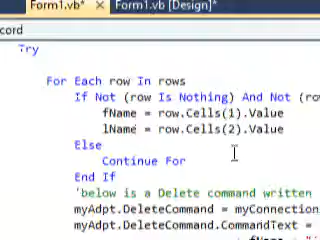 Form1.vb* × Form1.vb [Design]*
cord
Try
For Each row In rows
If Not (row Is Nothing) And Not (ro
fName = row.Cells(1).Value
lName = row.Cells(2).Value
Else
Continue For
End If
'below is a Delete command written
myAdpt.DeleteCommand = myConnection
myAdpt.DeleteCommand.CommandText =